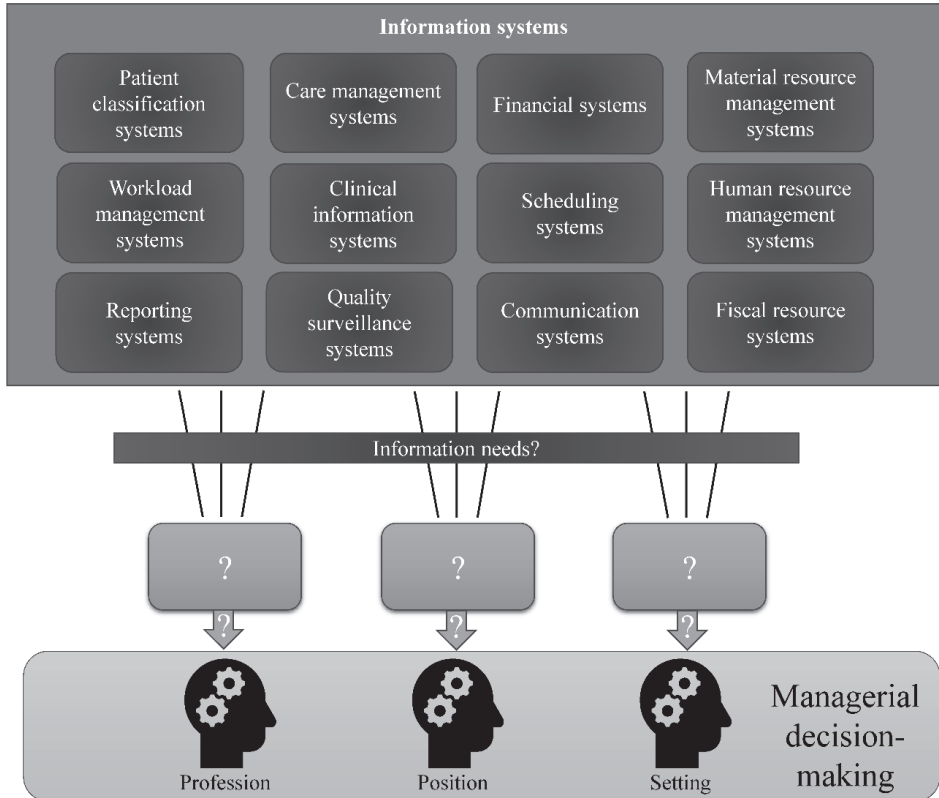 Information systems
Patient
classification
systems
Care management
systems
Financial systems
Material resource
management
systems
Workload
management
systems
Clinical
information
systems
Scheduling
systems
Human resource
management
systems
Reporting
systems
Quality
surveillance
systems
Communication
systems
Fiscal resource
systems
Information needs?
?
?
?
?
?
?
Profession
Position
Setting
Managerial
decision-
making